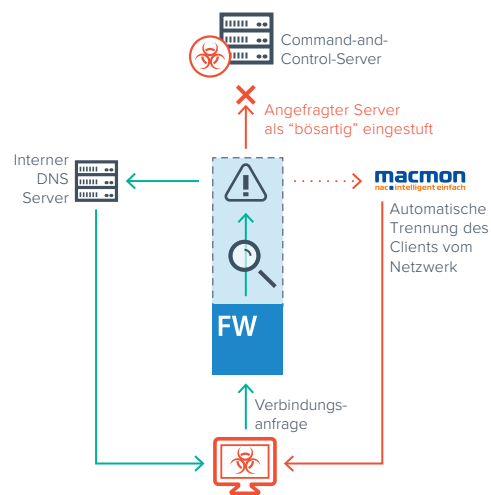 Command-and-
Control-Server
Angefragter Server
als “bösartig” eingestuft
Interner
DNS
Server
macmon
nac intelligent einfach
Automatische
Trennung des
Clients vom
Netzwerk
FW
Verbindungs-
anfrage